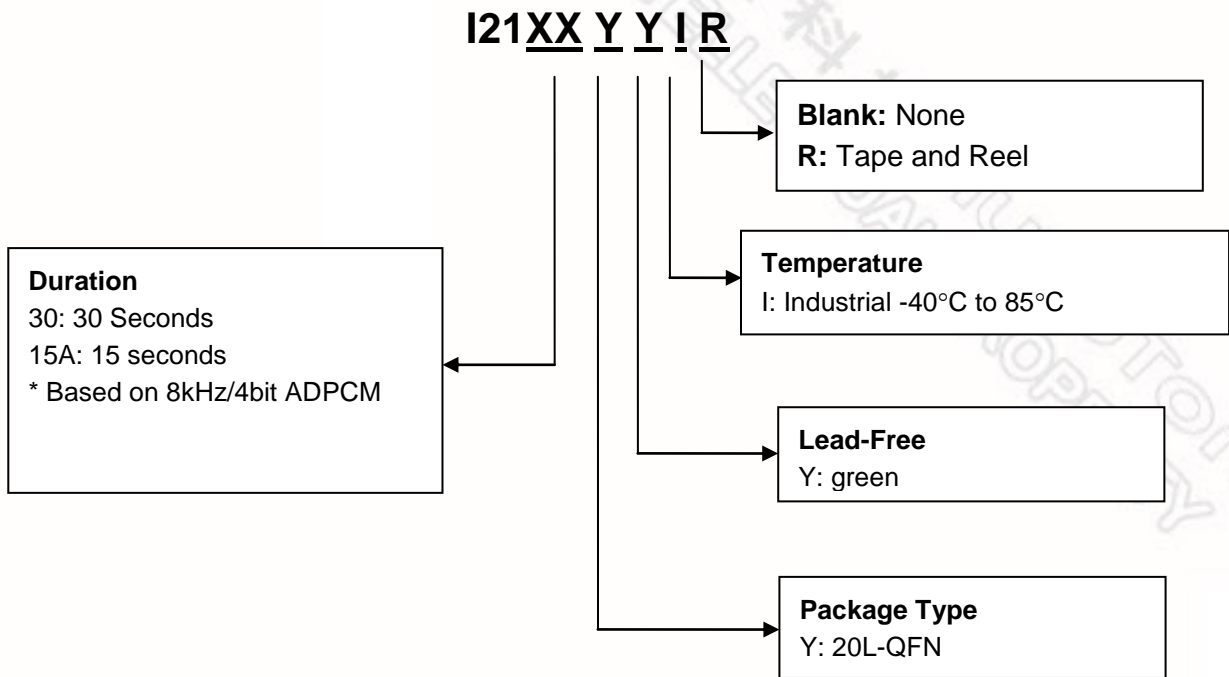 I21XX Y Y I R
Blank: None
R: Tape and Reel
Temperature
I: Industrial -40°C to 85°C
Duration
30: 30 Seconds
15A: 15 seconds
* Based on 8kHz/4bit ADPCM
Lead-Free
Y: green
Package Type
Y: 20L-QFN